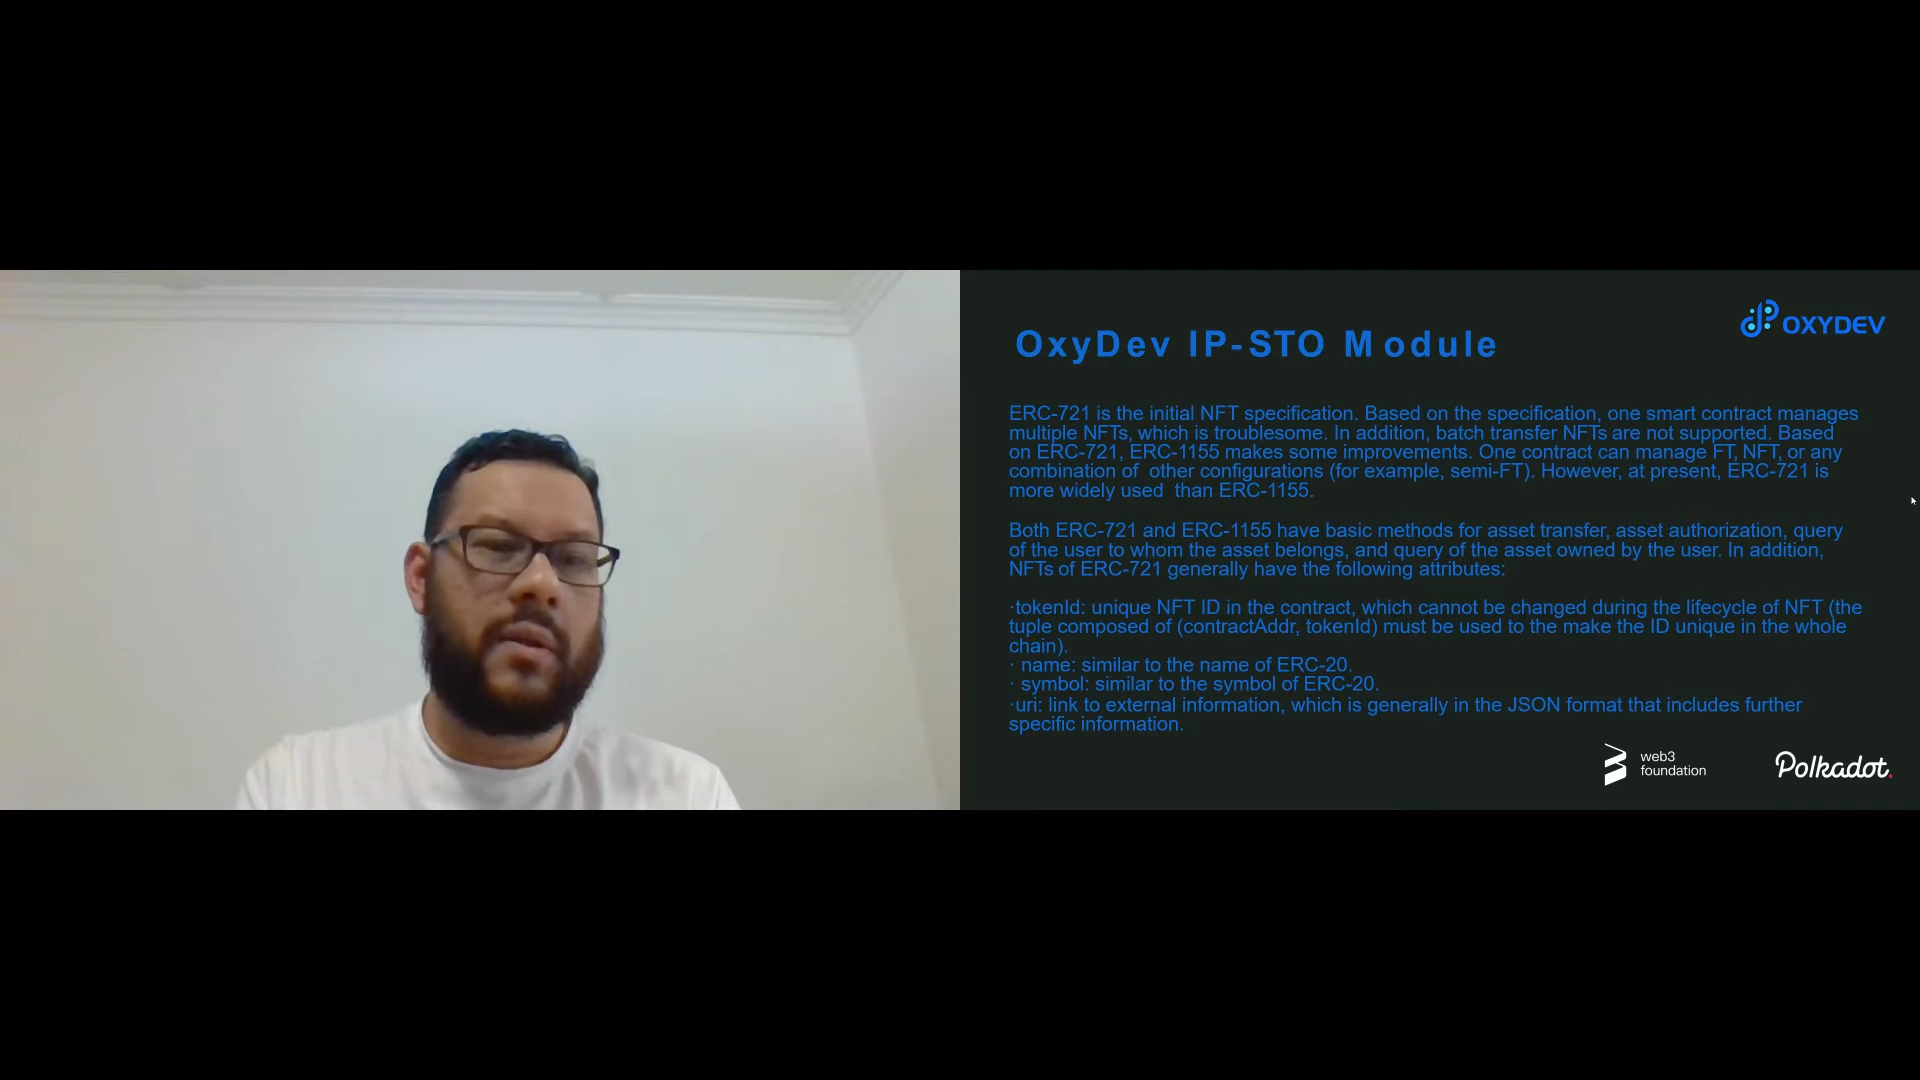 OXYDEV
OxyDev IP-STO Module
ERC-721 is the initial NFT specification. Based on the specification, one smart contract manages
multiple NFTs, which is troublesome. In addition, batch transfer NFTs are not supported. Based
on ERC-721, ERC-1155 makes some improvements. One contract can manage FT, NFT, or any
combination of other configurations (for example, semi-FT). However, at present, ERC-721 is
more widely used than ERC-1155.
Both ERC-721 and ERC-1155 have basic methods for asset transfer, asset authorization, query
of the user to whom the asset belongs, and query of the asset owned by the user. In addition,
NFTs of ERC-721 generally have the following attributes:
·tokenId: unique NFT ID in the contract, which cannot be changed during the lifecycle of NFT (the
tuple composed of (contractAddr, tokenId) must be used to the make the ID unique in the whole
chain).
· name: similar to the name of ERC-20.
· symbol: similar to the symbol of ERC-20.
·uri: link to external information, which is generally in the JSON format that includes further
specific information.
web3
foundation
Polkadot.